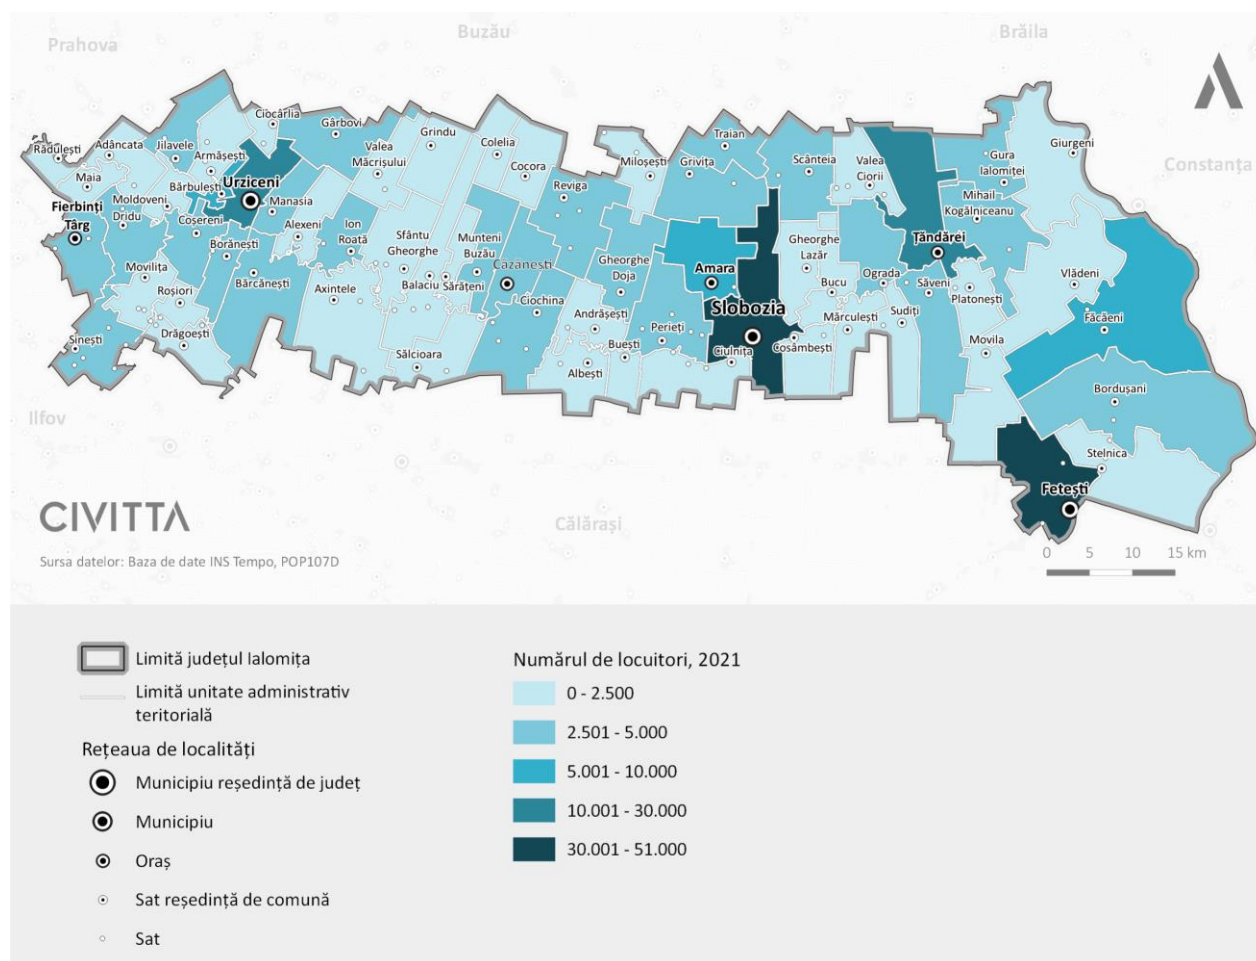 Prahova
Buzău
Brăila
Constanța
Ilfov
Călărași
Ciocârlia
Gârbovi
Grindu
Colelia
Traian
Giurgeni
Rădulești
Adâncata
Jilavele
Armășești
Valea
Măcrișului
Cocora
Miloșești
Grivița
Scânteia
Valea
Ciorii
Gura
Ialomiței
Maia
Bărbulești
Urziceni
Reviga
Mihail
Kogălniceanu
Fierbinți
Târg
Moldoveni
Dridu
Coșereni
Manasia
Alexeni
Ion
Roată
Sfântu
Gheorghe
Munteni
Buzău
Gheorghe
Doja
Gheorghe
Lazăr
Țăndărei
Borănești
Movilița
Roșiori
Bărcănești
Axintele
Balaciu
Sărățeni
Cazanesti
Amara
Bucu
Ograda
Săveni
Platonești
Vlădeni
Ciochina
Slobozia
Andrășești
Perieți
Mărculești
Sudiți
Făcăeni
Sinești
Drăgoești
Sălcioara
Buești
Albești
Ciulnița
Cosâmbești
Movila
Bordușani
Stelnica
Fetești
CIVITTA
Sursa datelor: Baza de date INS Tempo, POP107D
0 5 10 15 km
Limită județul Ialomița
Limită unitate administrativ
teritorială
Rețeaua de localități
Municipiu reședință de județ
Municipiu
Oraș
Sat reședință de comună
Sat
Numărul de locuitori, 2021
0 - 2.500
2.501 - 5.000
5.001 - 10.000
10.001 - 30.000
30.001 - 51.000